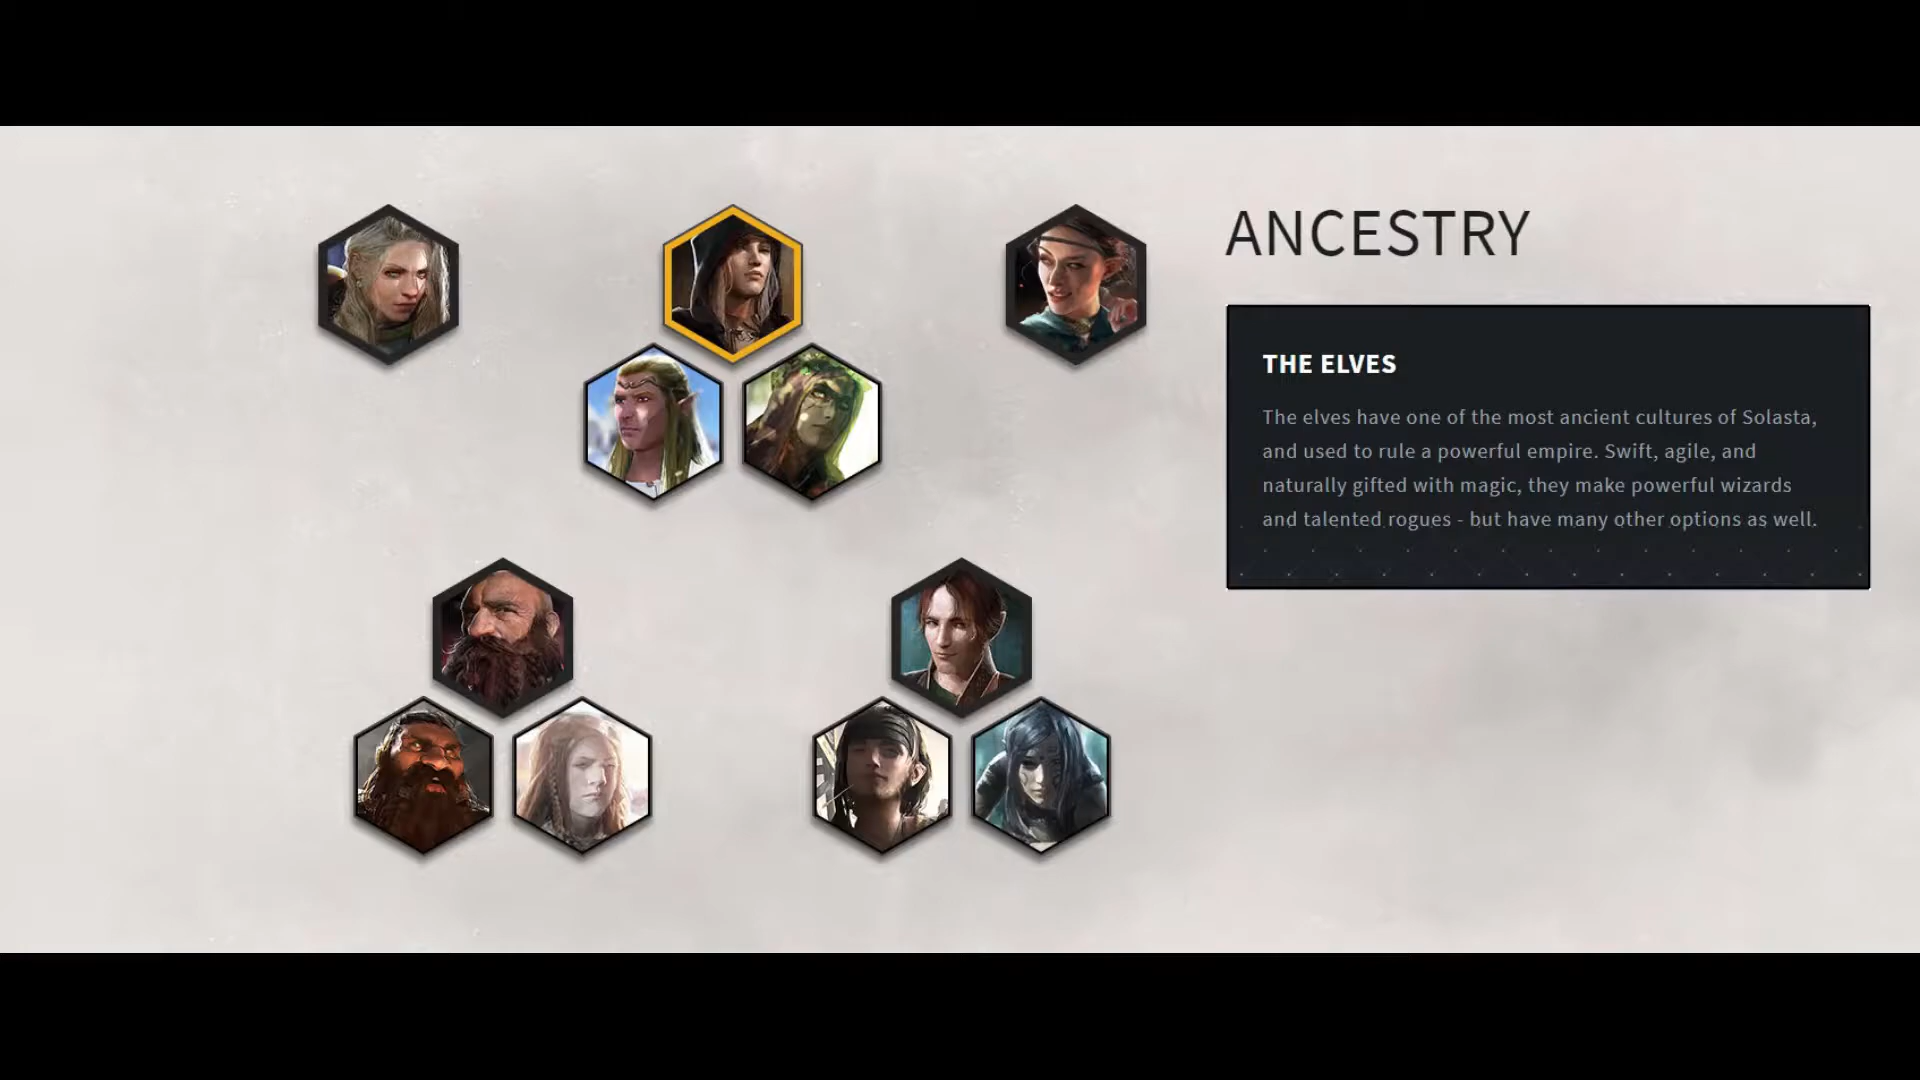 ANCESTRY
THE ELVES
The elves have one of the most ancient cultures of Solasta,
and used to rule a powerful empire. Swift, agile, and
naturally gifted with magic, they make powerful wizards
and talented rogues - but have many other options as well.